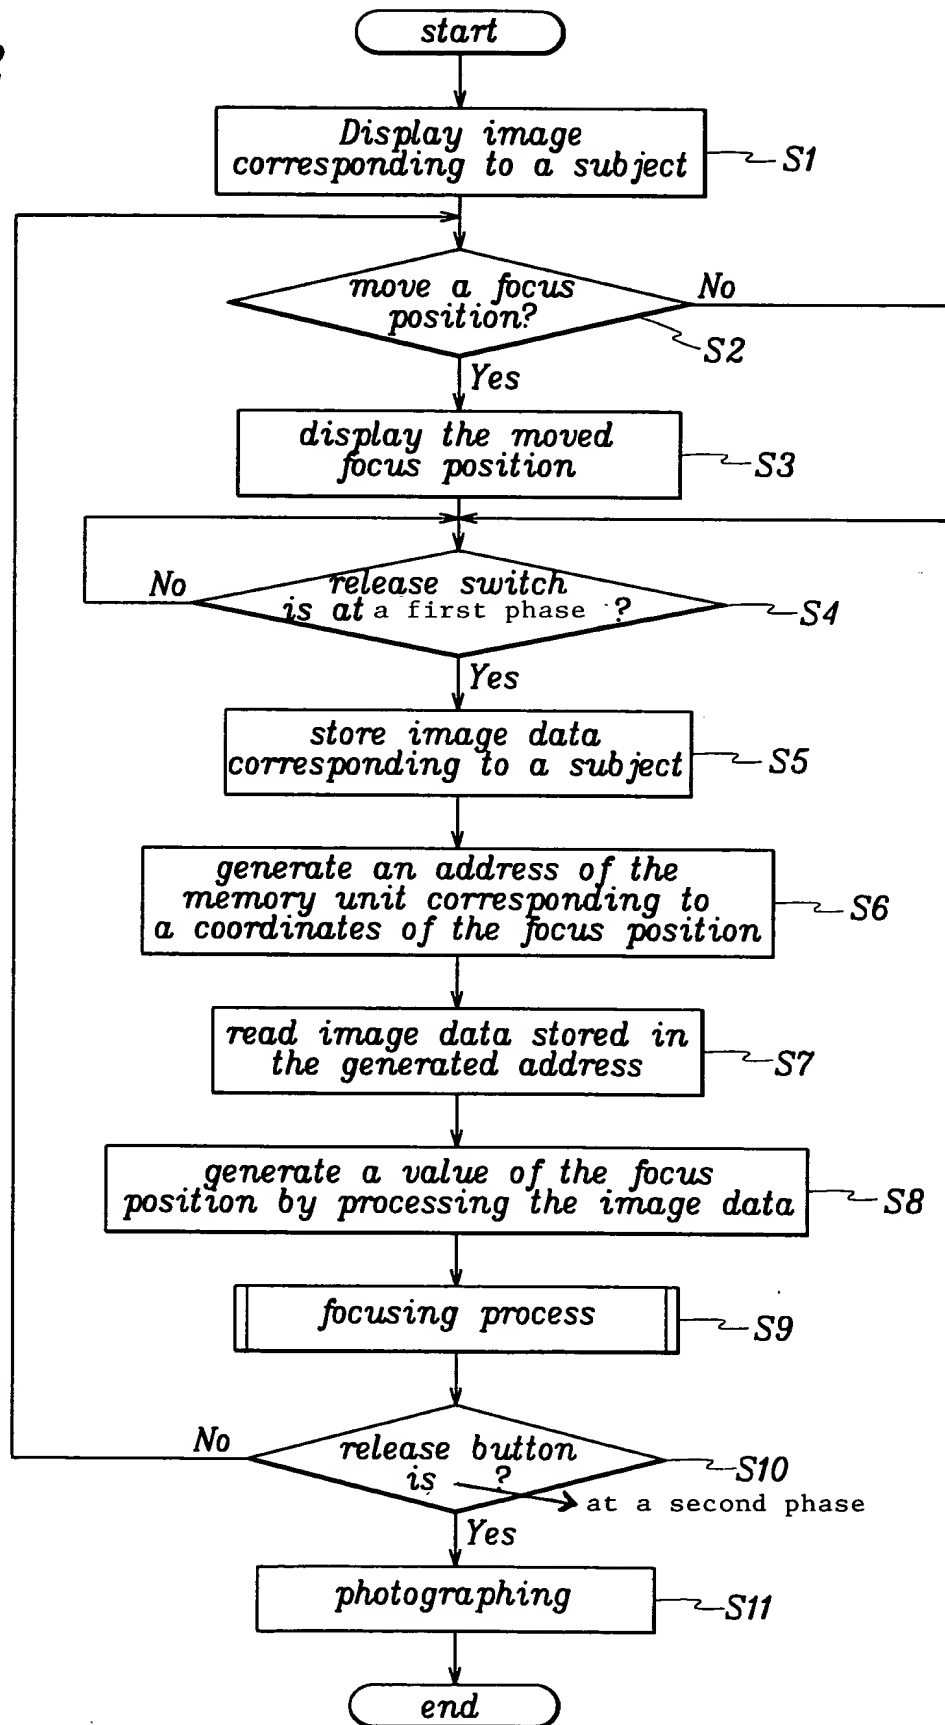 2
start
Display image
corresponding to a subject
S1
move a focus
position?
No
S2
Yes
display the moved
focus position
S3
No
release switch
is at a first phase ?
S4
Yes
store image data
corresponding to a subject
S5
generate an address of the
memory unit corresponding to
a coordinates of the focus position
S6
read image data stored in
the generated address
S7
generate a value of the focus
position by processing the image data
S8
focusing process
S9
No
release button
is ?
S10
at a second phase
Yes
photographing
S11
end